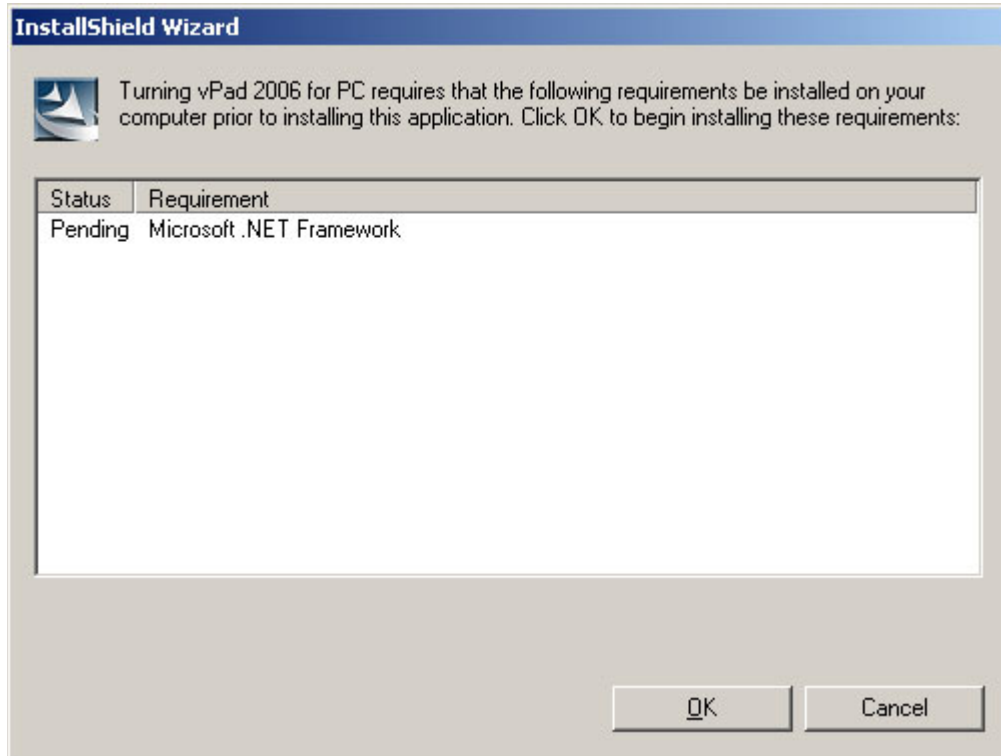 InstallShield Wizard
Turning vPad 2006 for PC requires that the following requirements be installed on your
computer prior to installing this application. Click OK to begin installing these requirements:
Status Requirement
Pending Microsoft .NET Framework
OK Cancel